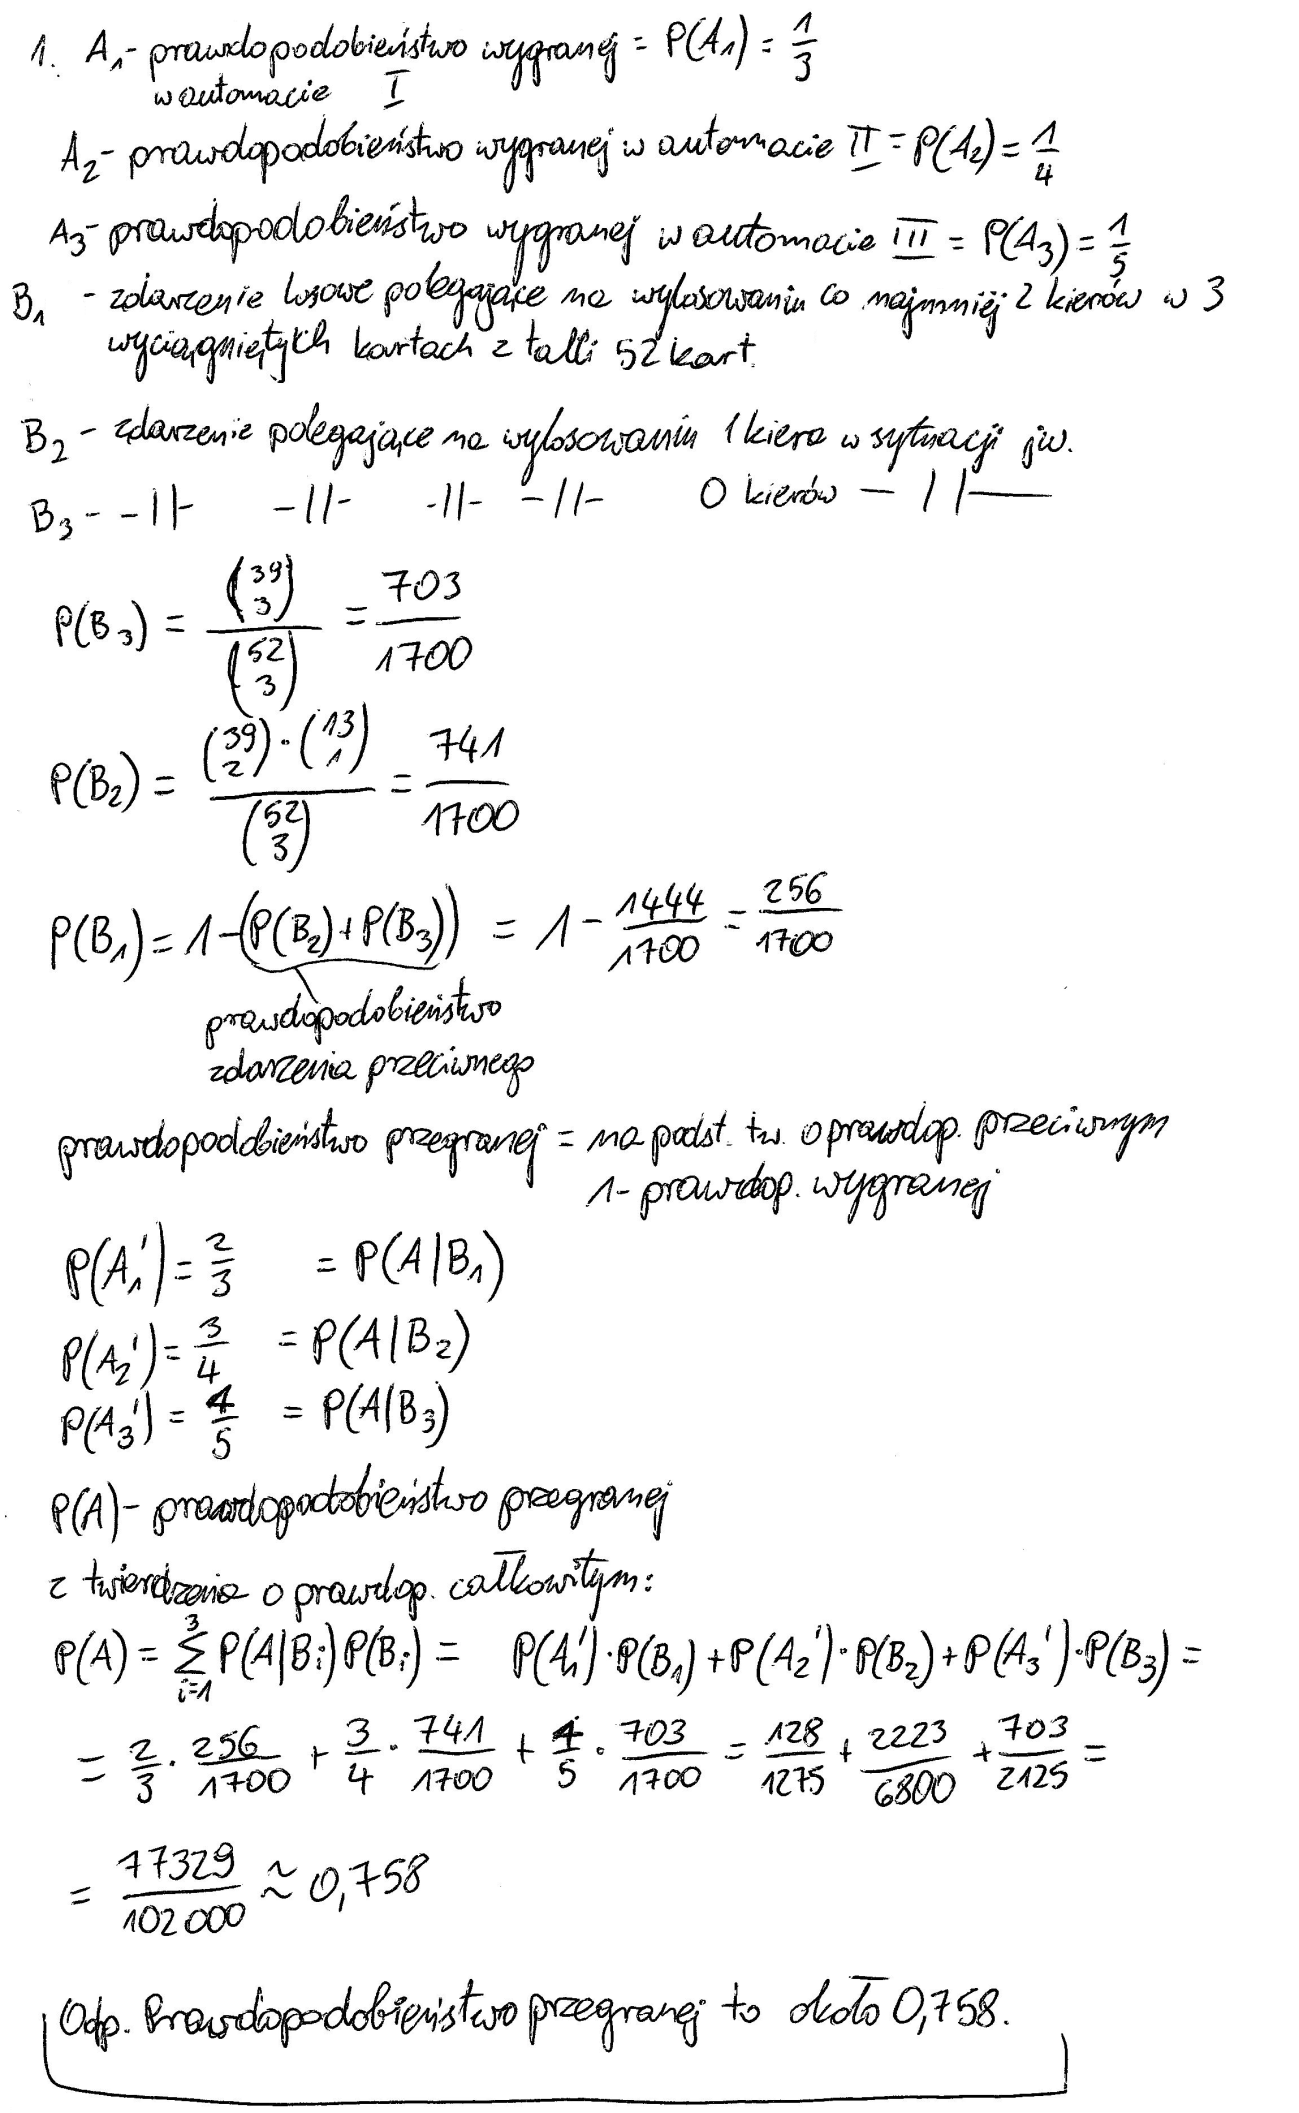 1. A₁ - prawdopodobieństwo wygranej = P(A₁) = 1/3
w automacie I
A₂ - prawdopodobieństwo wygranej w automacie II = P(A₂) = 1/4
A₃ - prawdopodobieństwo wygranej w automacie III = P(A₃) = 1/5
B₁ - zdarzenie losowe polegające na wylosowaniu co najmniej 2 kierów w 3
wyciągniętych kartach z talii 52 kart.
B₂ - zdarzenie polegające na wylosowaniu 1 kiera w sytuacji jw.
B₃ - -||- -||- -||- -||- 0 kierów -||-
P(B₃) = (39 3)/(52 3) = 703/1700
P(B₂) = (39 2)·(13 1)/(52 3) = 741/1700
P(B₁) = 1-(P(B₂)+P(B₃)) = 1 - 1444/1700 = 256/1700
prawdopodobieństwo
zdarzenia przeciwnego
prawdopodobieństwo przegranej = na podst. tw. o prawdop. przeciwnym
1 - prawdop. wygranej
P(A₁') = 2/3 = P(A|B₁)
P(A₂') = 3/4 = P(A|B₂)
P(A₃') = 4/5 = P(A|B₃)
P(A) - prawdopodobieństwo przegranej
z twierdzenia o prawdop. całkowitym:
P(A) = Σ³ᵢ₌₁ P(A|Bᵢ)P(Bᵢ) = P(A₁')·P(B₁)+P(A₂')·P(B₂)+P(A₃')·P(B₃) =
= 2/3 · 256/1700 + 3/4 · 741/1700 + 4/5 · 703/1700 = 128/1275 + 2223/6800 + 703/2125 =
= 77329/102000 ≈ 0,758
Odp. Prawdopodobieństwo przegranej to około 0,758.